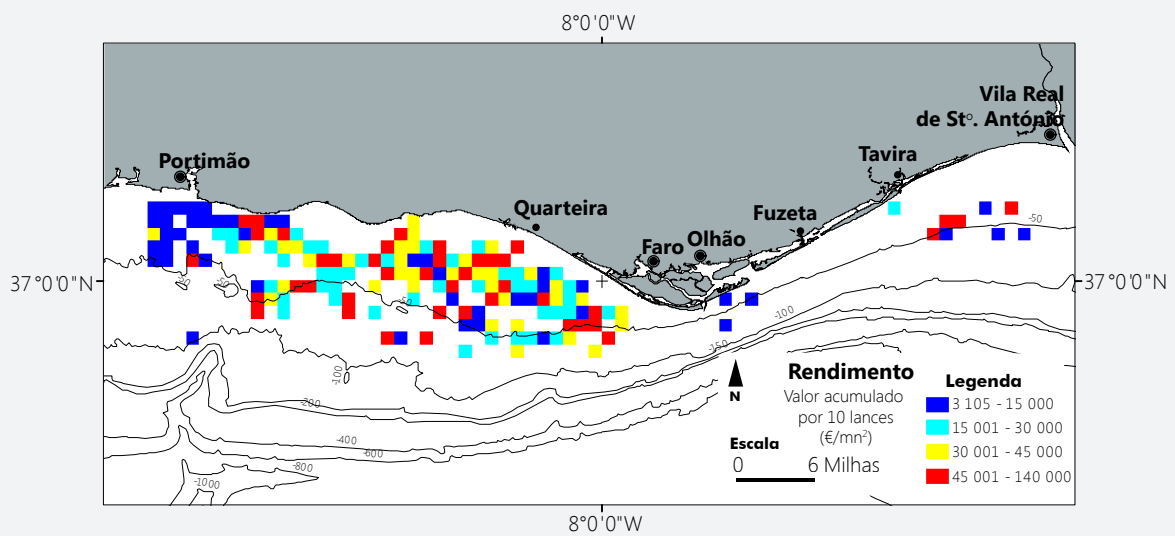 8°0'0"W
Vila Real
de Stº. António
Tavira
Portimão
Quarteira
Fuzeta
Faro
Olhão
37°0'0"N
37°0'0"N
-50
-50
-50
-100
-150
-100
-200
-400
-600
-800
-1000
N
Rendimento
Valor acumulado
por 10 lances
(€/mn²)
Escala
0 6 Milhas
Legenda
3 105 - 15 000
15 001 - 30 000
30 001 - 45 000
45 001 - 140 000
8°0'0"W